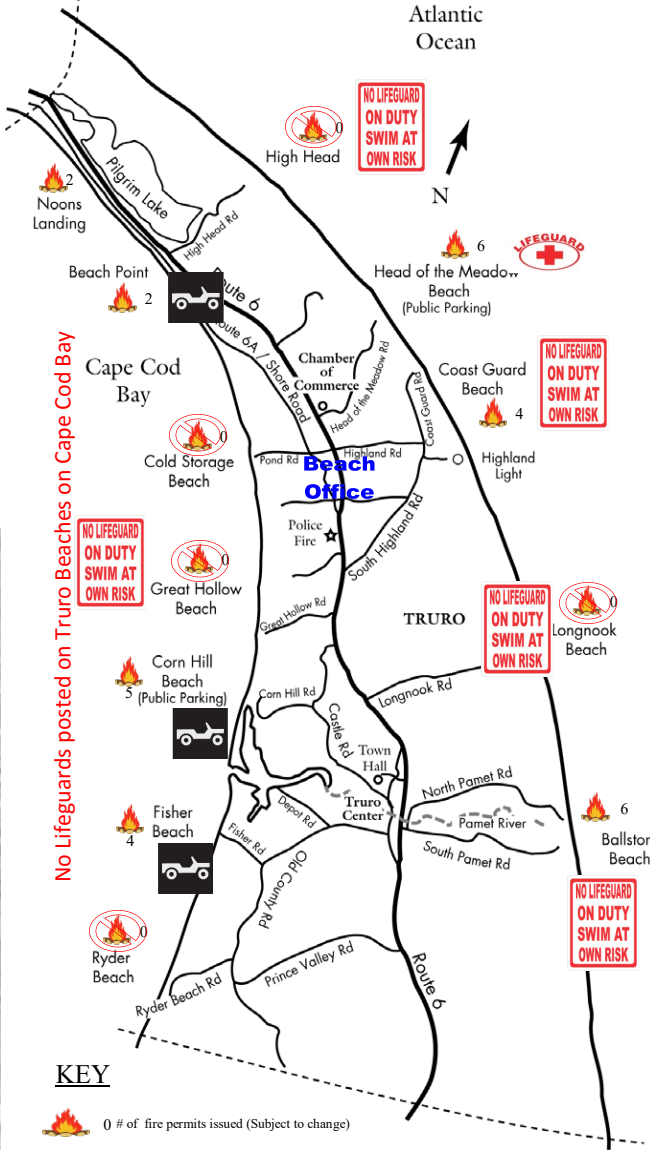 Atlantic
Ocean
NO LIFEGUARD
ON DUTY
SWIM AT
OWN RISK
0
High Head
N
Pilgrim Lake
2
Noons
Landing
High Head Rd
6
LIFEGUARD
Head of the Meadow
Beach
(Public Parking)
Beach Point
2
Route 6
Route 6A / Shore Road
Cape Cod
Bay
No Lifeguards posted on Truro Beaches on Cape Cod Bay
Chamber
of
Commerce
Head of the Meadow Rd
Coast Guard Rd
Coast Guard
Beach
4
NO LIFEGUARD
ON DUTY
SWIM AT
OWN RISK
0
Cold Storage
Beach
Pond Rd
Highland Rd
Highland
Light
Beach
Office
Police
Fire
South Highland Rd
NO LIFEGUARD
ON DUTY
SWIM AT
OWN RISK
0
Great Hollow
Beach
Great Hollow Rd
TRURO
NO LIFEGUARD
ON DUTY
SWIM AT
OWN RISK
0
Longnook
Beach
5
Corn Hill
Beach
(Public Parking)
Corn Hill Rd
Castle Rd
Longnook Rd
Town
Hall
Truro
Center
North Pamet Rd
Pamet River
South Pamet Rd
6
Ballston
Beach
Depot Rd
4
Fisher
Beach
Fisher Rd
Old County Rd
NO LIFEGUARD
ON DUTY
SWIM AT
OWN RISK
0
Ryder
Beach
Ryder Beach Rd
Prince Valley Rd
Route 6
KEY
0 # of fire permits issued (Subject to change)